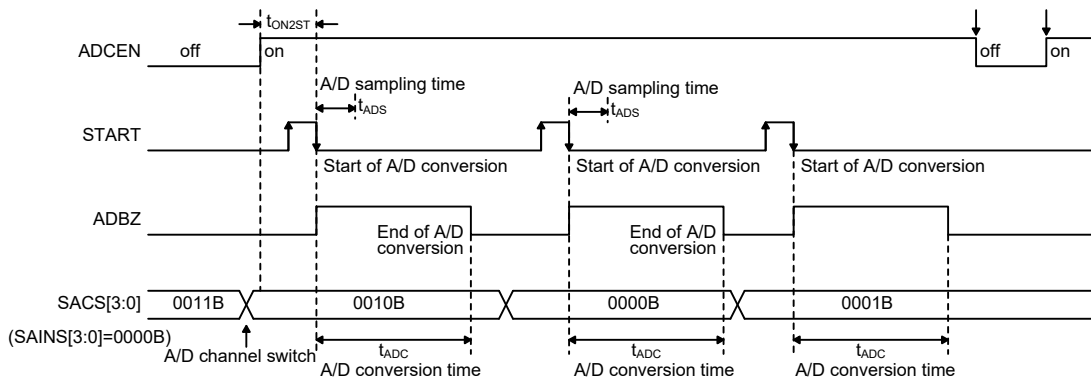 tON2ST
ADCEN
off
on
off
on
A/D sampling time
tADS
A/D sampling time
tADS
START
Start of A/D conversion
Start of A/D conversion
Start of A/D conversion
ADBZ
End of A/D
conversion
End of A/D
conversion
SACS[3:0]
0011B
0010B
0000B
0001B
(SAINS[3:0]=0000B)
A/D channel switch
tADC
A/D conversion time
tADC
A/D conversion time
tADC
A/D conversion time